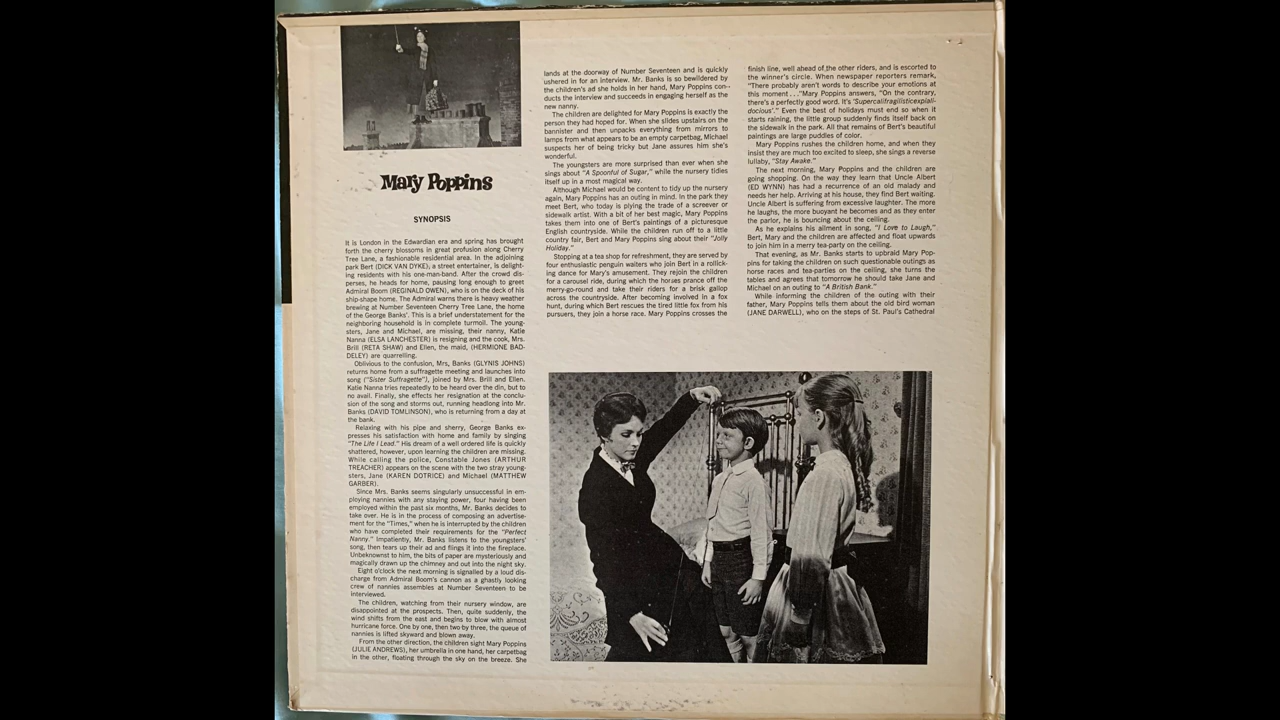 Mary Poppins
SYNOPSIS
It is London in the Edwardian era and spring has brought
forth the cherry blossoms in great profusion along Cherry
Tree Lane, a fashionable residential area. In the adjoining
park Bert (DICK VAN DYKE), a street entertainer, is delight-
ing residents with his one-man-band. After the crowd dis-
perses, he heads for home, pausing long enough to greet
Admiral Boom (REGINALD OWEN), who is on the deck of his
ship-shape home. The Admiral warns there is heavy weather
brewing at Number Seventeen Cherry Tree Lane, the home
of the George Banks'. This is a brief understatement for the
neighboring household is in complete turmoil. The young-
sters, Jane and Michael, are missing, their nanny, Katie
Nanna (ELSA LANCHESTER) is resigning and the cook, Mrs.
Brill (RETA SHAW) and Ellen, the maid, (HERMIONE BAD-
DELEY) are quarrelling.
Oblivious to the confusion, Mrs, Banks (GLYNIS JOHNS)
returns home from a suffragette meeting and launches into
song ("Sister Suffragette"), joined by Mrs. Brill and Ellen.
Katie Nanna tries repeatedly to be heard over the din, but to
no avail. Finally, she effects her resignation at the conclu-
sion of the song and storms out, running headlong into Mr.
Banks (DAVID TOMLINSON), who is returning from a day at
the bank.
Relaxing with his pipe and sherry, George Banks ex-
presses his satisfaction with home and family by singing
"The Life I Lead." His dream of a well ordered life is quickly
shattered, however, upon learning the children are missing.
While calling the police, Constable Jones (ARTHUR
TREACHER) appears on the scene with the two stray young-
sters, Jane (KAREN DOTRICE) and Michael (MATTHEW
GARBER).
Since Mrs. Banks seems singularly unsuccessful in em-
ploying nannies with any staying power, four having been
employed within the past six months, Mr. Banks decides to
take over. He is in the process of composing an advertise-
ment for the "Times," when he is interrupted by the children
who have completed their requirements for the "Perfect
Nanny." Impatiently, Mr. Banks listens to the youngsters'
song, then tears up their ad and flings it into the fireplace.
Unbeknownst to him, the bits of paper are mysteriously and
magically drawn up the chimney and out into the night sky.
Eight o'clock the next morning is signalled by a loud dis-
charge from Admiral Boom's cannon as a ghastly looking
crew of nannies assembles at Number Seventeen to be
interviewed.
The children, watching from their nursery window, are
disappointed at the prospects. Then, quite suddenly, the
wind shifts from the east and begins to blow with almost
hurricane force. One by one, then two by three, the queue of
nannies is lifted skyward and blown away.
From the other direction, the children sight Mary Poppins
(JULIE ANDREWS), her umbrella in one hand, her carpetbag
in the other, floating through the sky on the breeze. She
lands at the doorway of Number Seventeen and is quickly
ushered in for an interview. Mr. Banks is so bewildered by
the children's ad she holds in her hand, Mary Poppins con-
ducts the interview and succeeds in engaging herself as the
new nanny.
The children are delighted for Mary Poppins is exactly the
person they had hoped for. When she slides upstairs on the
bannister and then unpacks everything from mirrors to
lamps from what appears to be an empty carpetbag, Michael
suspects her of being tricky but Jane assures him she's
wonderful.
The youngsters are more surprised than ever when she
sings about "A Spoonful of Sugar," while the nursery tidies
itself up in a most magical way.
Although Michael would be content to tidy up the nursery
again, Mary Poppins has an outing in mind. In the park they
meet Bert, who today is plying the trade of a screever or
sidewalk artist. With a bit of her best magic, Mary Poppins
takes them into one of Bert's paintings of a picturesque
English countryside. While the children run off to a little
country fair, Bert and Mary Poppins sing about their "Jolly
Holiday."
Stopping at a tea shop for refreshment, they are served by
four enthusiastic penguin waiters who join Bert in a rollick-
ing dance for Mary's amusement. They rejoin the children
for a carousel ride, during which the horses prance off the
merry-go-round and take their riders for a brisk gallop
across the countryside. After becoming involved in a fox
hunt, during which Bert rescues the tired little fox from his
pursuers, they join a horse race. Mary Poppins crosses the
finish line, well ahead of the other riders, and is escorted to
the winner's circle. When newspaper reporters remark,
"There probably aren't words to describe your emotions at
this moment . . ." Mary Poppins answers, "On the contrary,
there's a perfectly good word. It's 'Supercalifragilisticexpiali-
docious'." Even the best of holidays must end so when it
starts raining, the little group suddenly finds itself back on
the sidewalk in the park. All that remains of Bert's beautiful
paintings are large puddles of color.
Mary Poppins rushes the children home, and when they
insist they are much too excited to sleep, she sings a reverse
lullaby, "Stay Awake."
The next morning, Mary Poppins and the children are
going shopping. On the way they learn that Uncle Albert
(ED WYNN) has had a recurrence of an old malady and
needs her help. Arriving at his house, they find Bert waiting.
Uncle Albert is suffering from excessive laughter. The more
he laughs, the more buoyant he becomes and as they enter
the parlor, he is bouncing about the ceiling.
As he explains his ailment in song, "I Love to Laugh,"
Bert, Mary and the children are affected and float upwards
to join him in a merry tea-party on the ceiling.
That evening, as Mr. Banks starts to upbraid Mary Pop-
pins for taking the children on such questionable outings as
horse races and tea-parties on the ceiling, she turns the
tables and agrees that tomorrow he should take Jane and
Michael on an outing to "A British Bank."
While informing the children of the outing with their
father, Mary Poppins tells them about the old bird woman
(JANE DARWELL), who on the steps of St. Paul's Cathedral